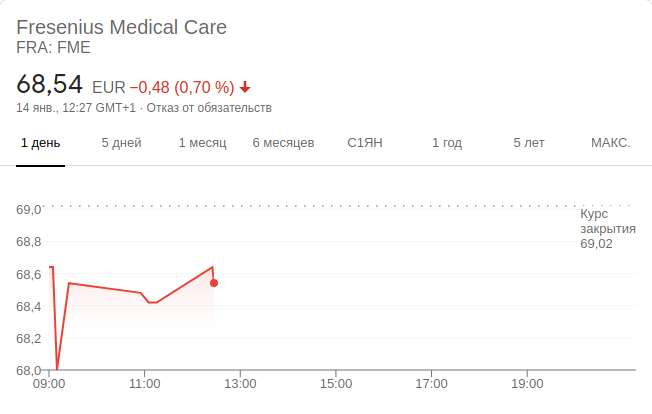 Fresenius Medical Care
FRA: FME
68,54 EUR −0,48 (0,70 %)
14 янв., 12:27 GMT+1 · Отказ от обязательств
1 день 5 дней 1 месяц 6 месяцев С1ЯН 1 год 5 лет МАКС.
69,0
Курс
закрытия
69,02
68,8
68,6
68,4
68,2
68,0
09:00 11:00 13:00 15:00 17:00 19:00